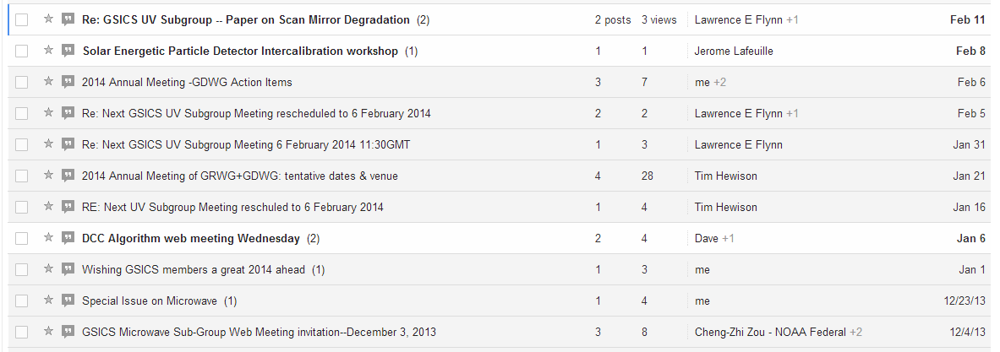 Re: GSICS UV Subgroup -- Paper on Scan Mirror Degradation (2) 2 posts 3 views Lawrence E Flynn +1 Feb 11
Solar Energetic Particle Detector Intercalibration workshop (1) 1 1 Jerome Lafeuille Feb 8
2014 Annual Meeting -GDWG Action Items 3 7 me +2 Feb 6
Re: Next GSICS UV Subgroup Meeting rescheduled to 6 February 2014 2 2 Lawrence E Flynn +1 Feb 5
Re: Next GSICS UV Subgroup Meeting 6 February 2014 11:30GMT 1 3 Lawrence E Flynn Jan 31
2014 Annual Meeting of GRWG+GDWG: tentative dates & venue 4 28 Tim Hewison Jan 21
RE: Next UV Subgroup Meeting reschuled to 6 February 2014 1 4 Tim Hewison Jan 16
DCC Algorithm web meeting Wednesday (2) 2 4 Dave +1 Jan 6
Wishing GSICS members a great 2014 ahead (1) 1 3 me Jan 1
Special Issue on Microwave (1) 1 4 me 12/23/13
GSICS Microwave Sub-Group Web Meeting invitation--December 3, 2013 3 8 Cheng-Zhi Zou - NOAA Federal +2 12/4/13